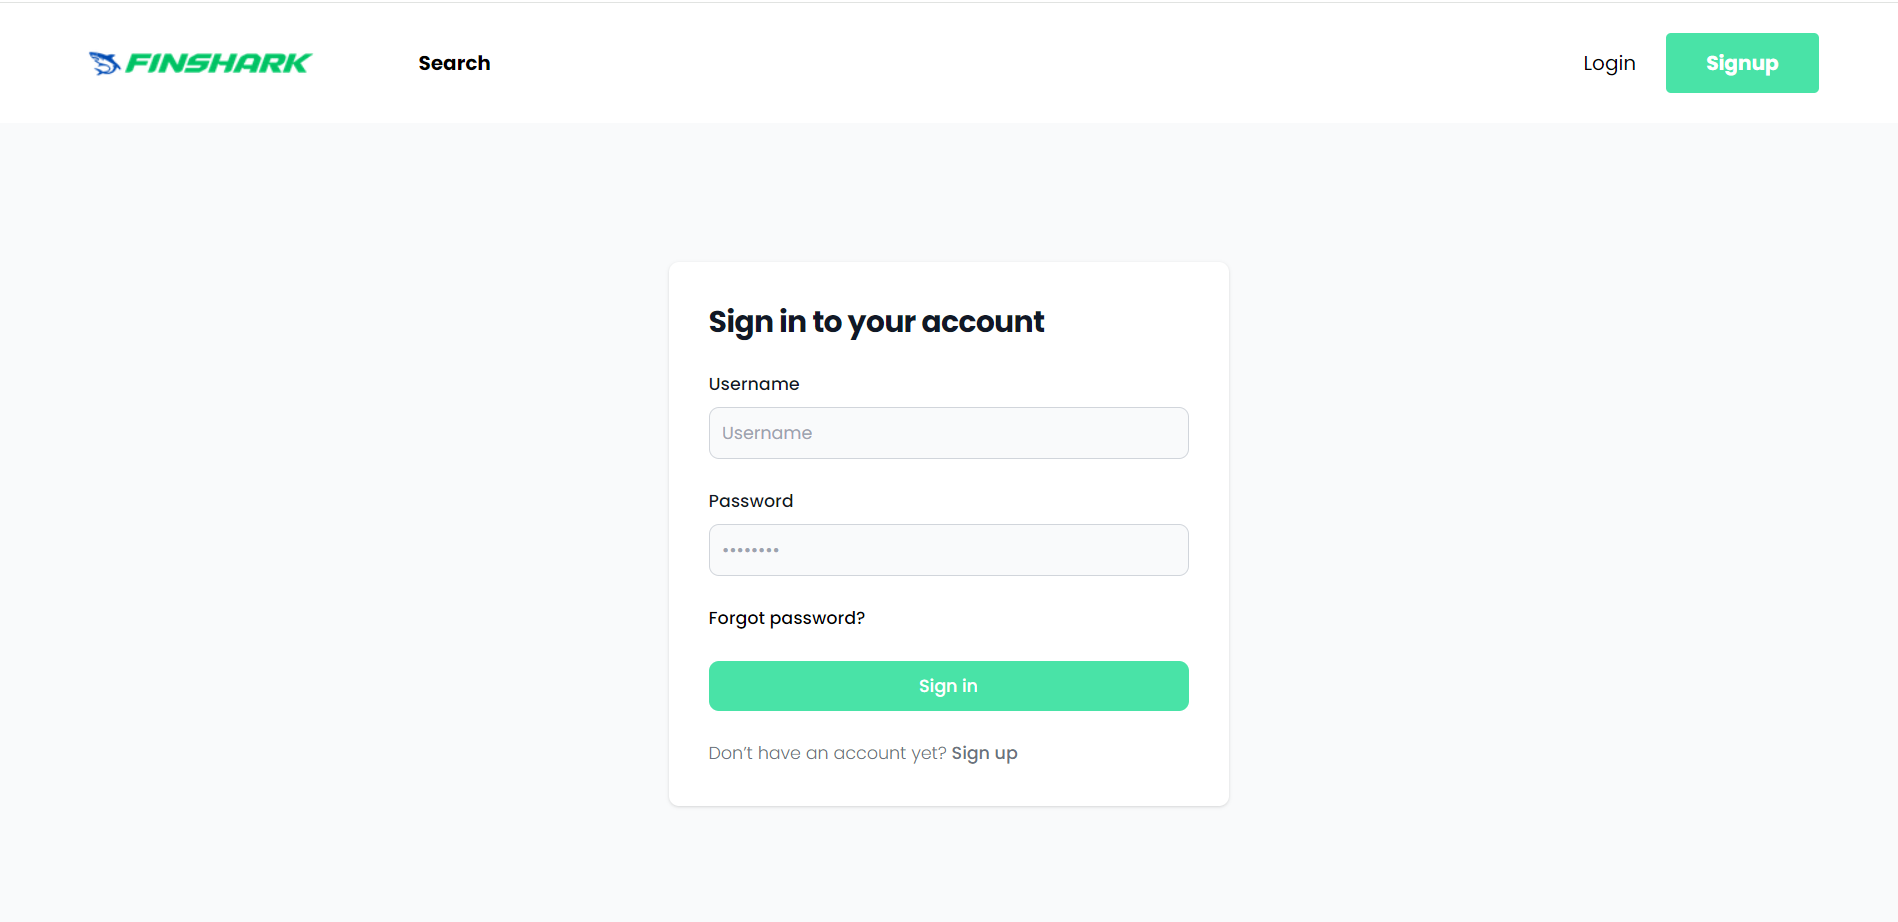 FINSHARK
Search
Login
Signup
Sign in to your account
Username
Username
Password
••••••••
Forgot password?
Sign in
Don’t have an account yet? Sign up